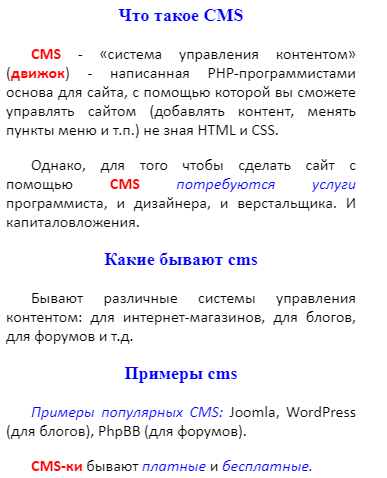 Что такое CMS
CMS - «система управления контентом»
(движок) - написанная PHP-программистами
основа для сайта, с помощью которой вы сможете
управлять сайтом (добавлять контент, менять
пункты меню и т.п.) не зная HTML и CSS.
Однако, для того чтобы сделать сайт с
помощью CMS потребуются услуги
программиста, и дизайнера, и верстальщика. И
капиталовложения.
Какие бывают cms
Бывают различные системы управления
контентом: для интернет-магазинов, для блогов,
для форумов и т.д.
Примеры cms
Примеры популярных CMS: Joomla, WordPress
(для блогов), PhpBB (для форумов).
CMS-ки бывают платные и бесплатные.